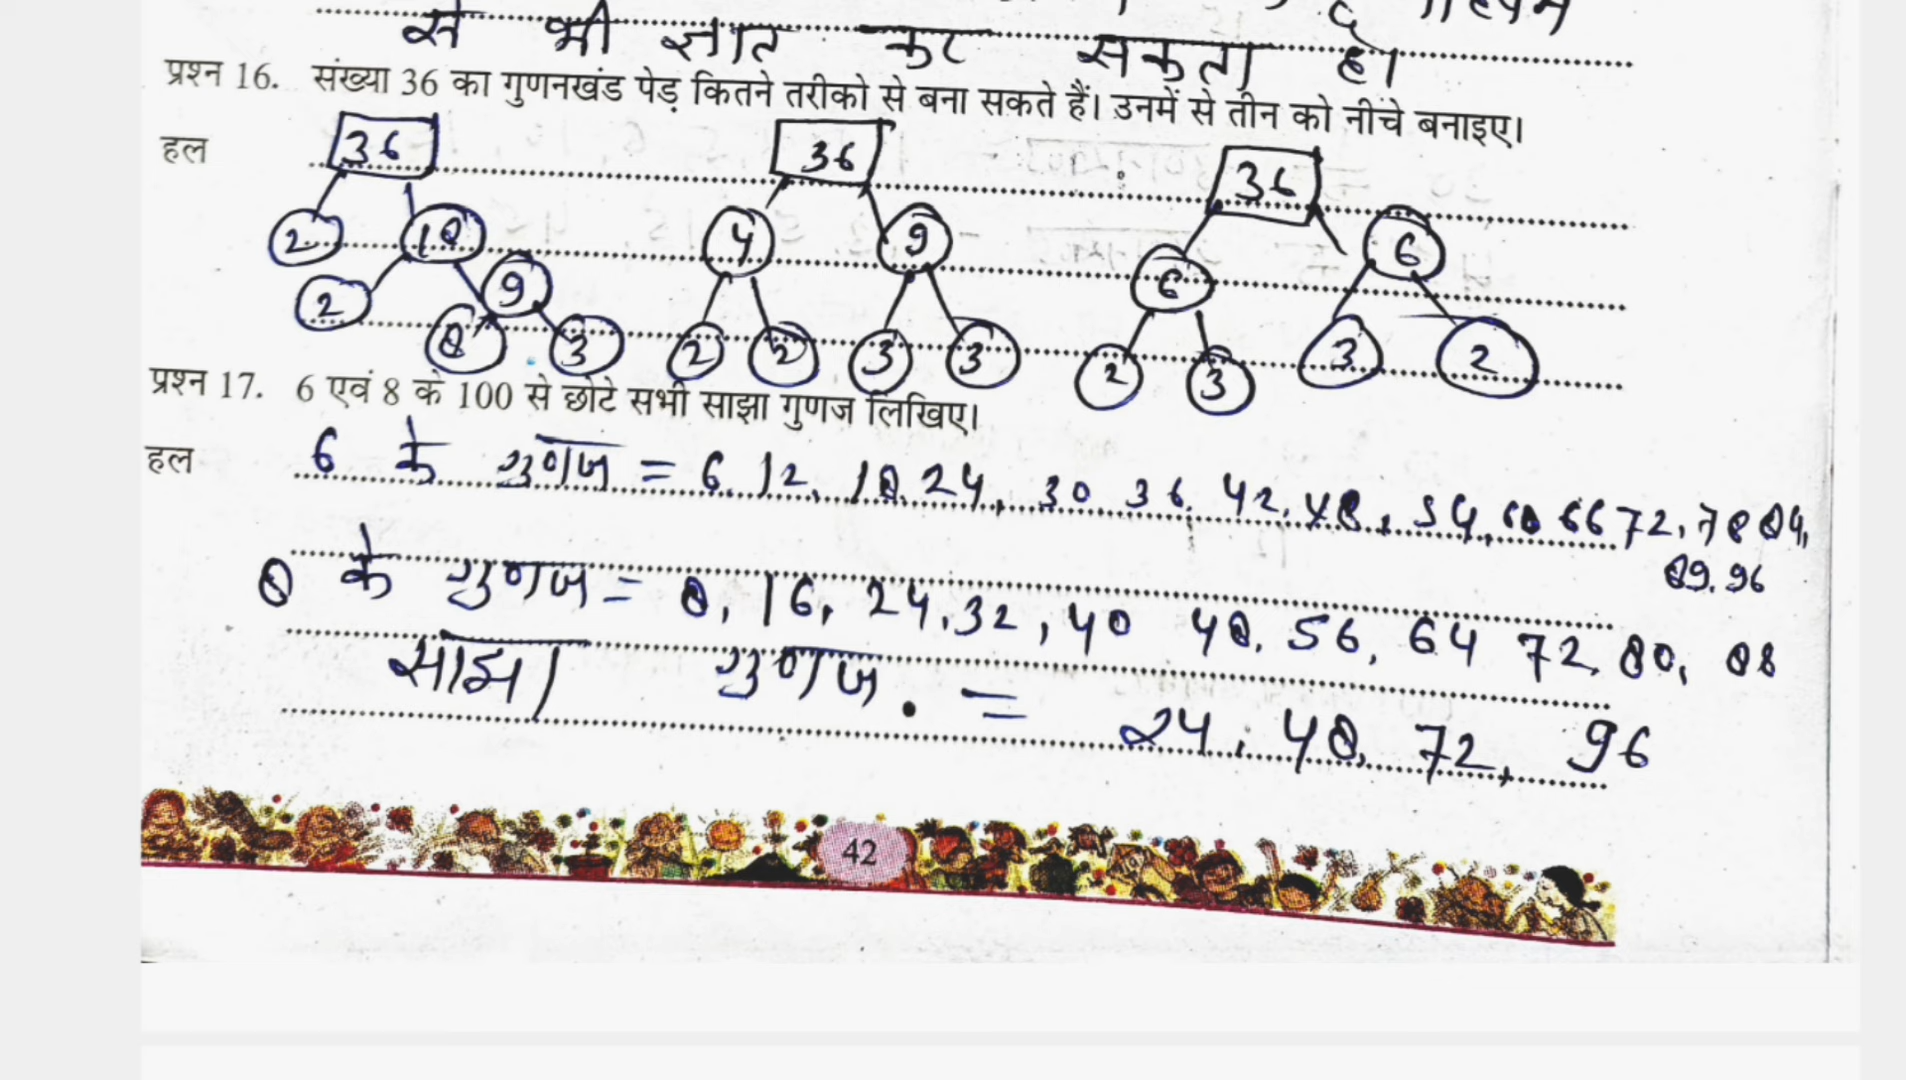 से भी ज्ञात कर सकता है।
प्रश्न 16. संख्या 36 का गुणनखंड पेड़ कितने तरीको से बना सकते हैं। उनमें से तीन को नीचे बनाइए।
हल
36 36 36
2 18 4 9 6 6
2 9
3 2 2 3 3 2 3 3 2
प्रश्न 17. 6 एवं 8 के 100 से छोटे सभी साझा गुणज लिखिए।
हल 6 के गुणज = 6, 12, 18, 24, 30, 36, 42, 48, 54, 60 66 72, 78 84,
89. 96
8 के गुणज = 8, 16, 24, 32, 40 48, 56, 64 72, 80, 88
साझा गुणज. = 24, 48, 72, 96
42